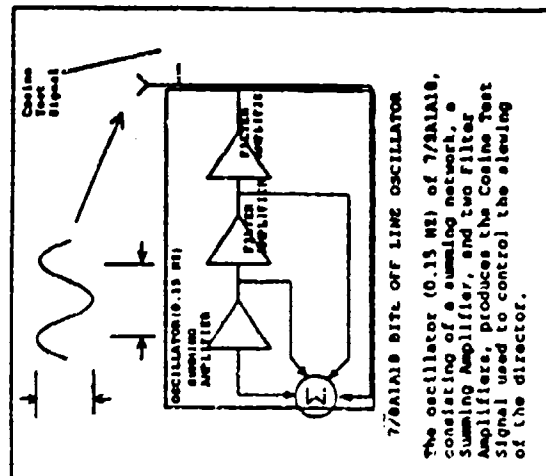 Cosine
Test
Signal
OSCILLATOR (0.15 HZ)
SUMMING
AMPLIFIER
FILTER
AMPLIFIER
FILTER
AMPLIFIER
Σ
7/8A1A18 BITE OFF LINE OSCILLATOR
The oscillator (0.15 HZ) of 7/8A1A18,
consisting of a summing network, a
Summing Amplifier, and two Filter
Amplifiers, produces the Cosine Test
Signal used to control the slewing
of the director.